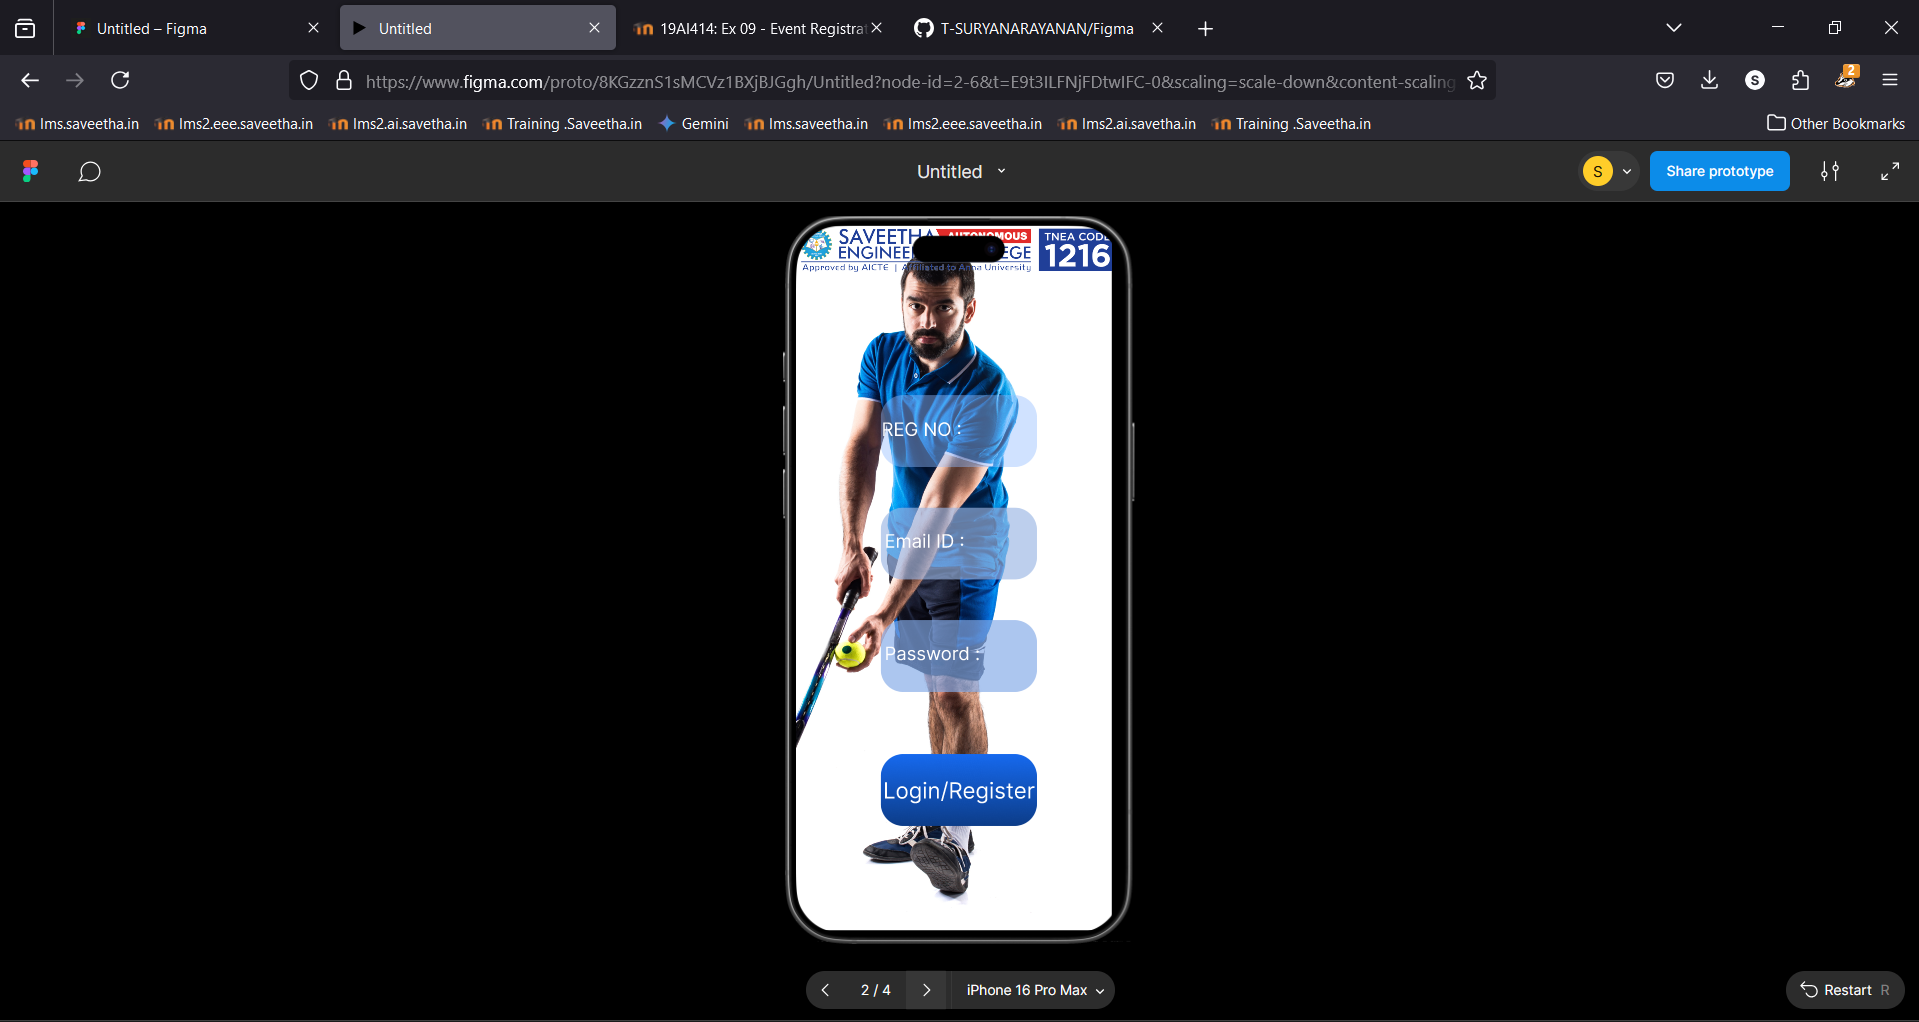 Untitled – Figma
Untitled
19AI414: Ex 09 - Event Registrat
T-SURYANARAYANAN/Figma
https://www.figma.com/proto/8KGzznS1sMCVz1BXjBJGgh/Untitled?node-id=2-6&t=E9t3ILFNjFDtwIFC-0&scaling=scale-down&content-scaling
S
2
lms.saveetha.in
lms2.eee.saveetha.in
lms2.ai.savetha.in
Training .Saveetha.in
Gemini
lms.saveetha.in
lms2.eee.saveetha.in
lms2.ai.savetha.in
Training .Saveetha.in
Other Bookmarks
Untitled
S
Share prototype
SAVEETHA AUTONOMOUS
TNEA CODE
ENGINEE GE
1216
Approved by AICTE | Affiliated to Anna University
REG NO :
Email ID :
Password :
Login/Register
2 / 4
iPhone 16 Pro Max
Restart R